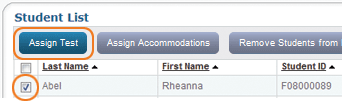 Student List
Assign Test Assign Accommodations Remove Students from
Last Name First Name Student ID
Abel Rheanna F08000089